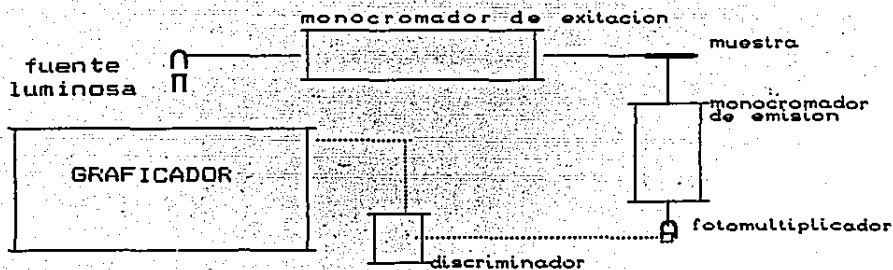 monocromador de exitacion
fuente
luminosa
muestra
monocromador
de emision
GRAFICADOR
fotomultiplicador
discriminador